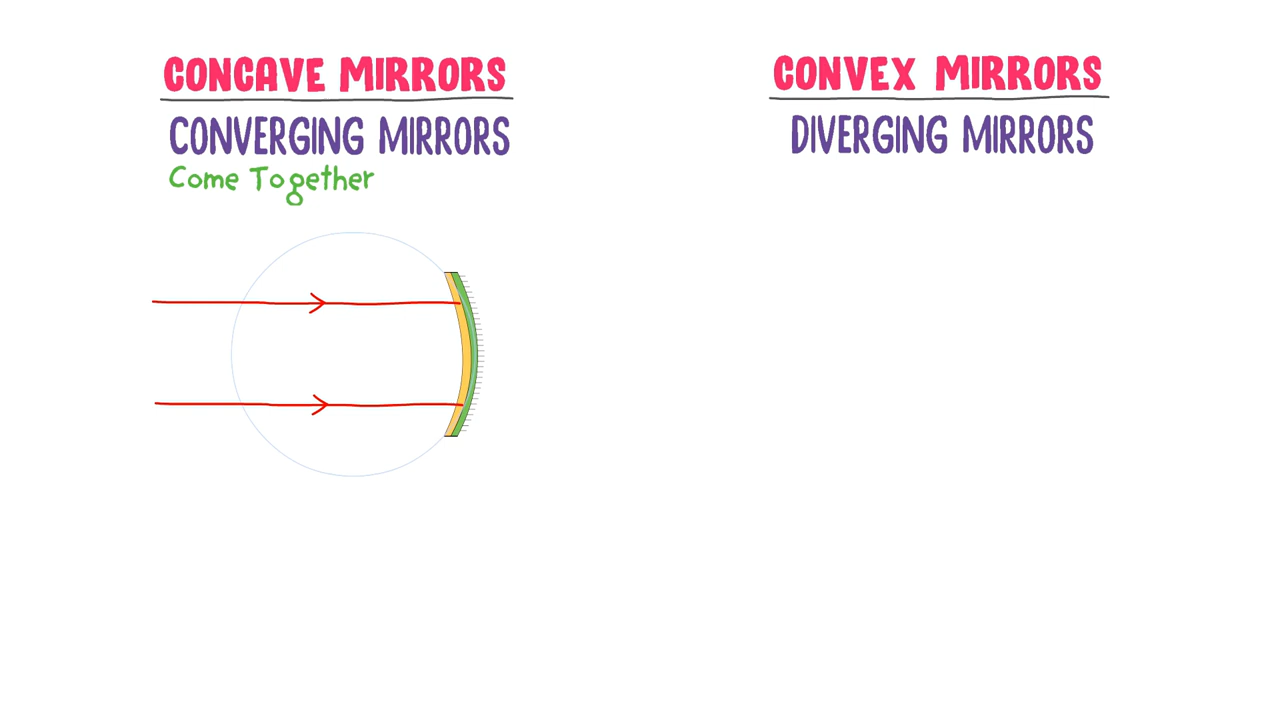 CONCAVE MIRRORS
CONVERGING MIRRORS
Come Together
CONVEX MIRRORS
DIVERGING MIRRORS